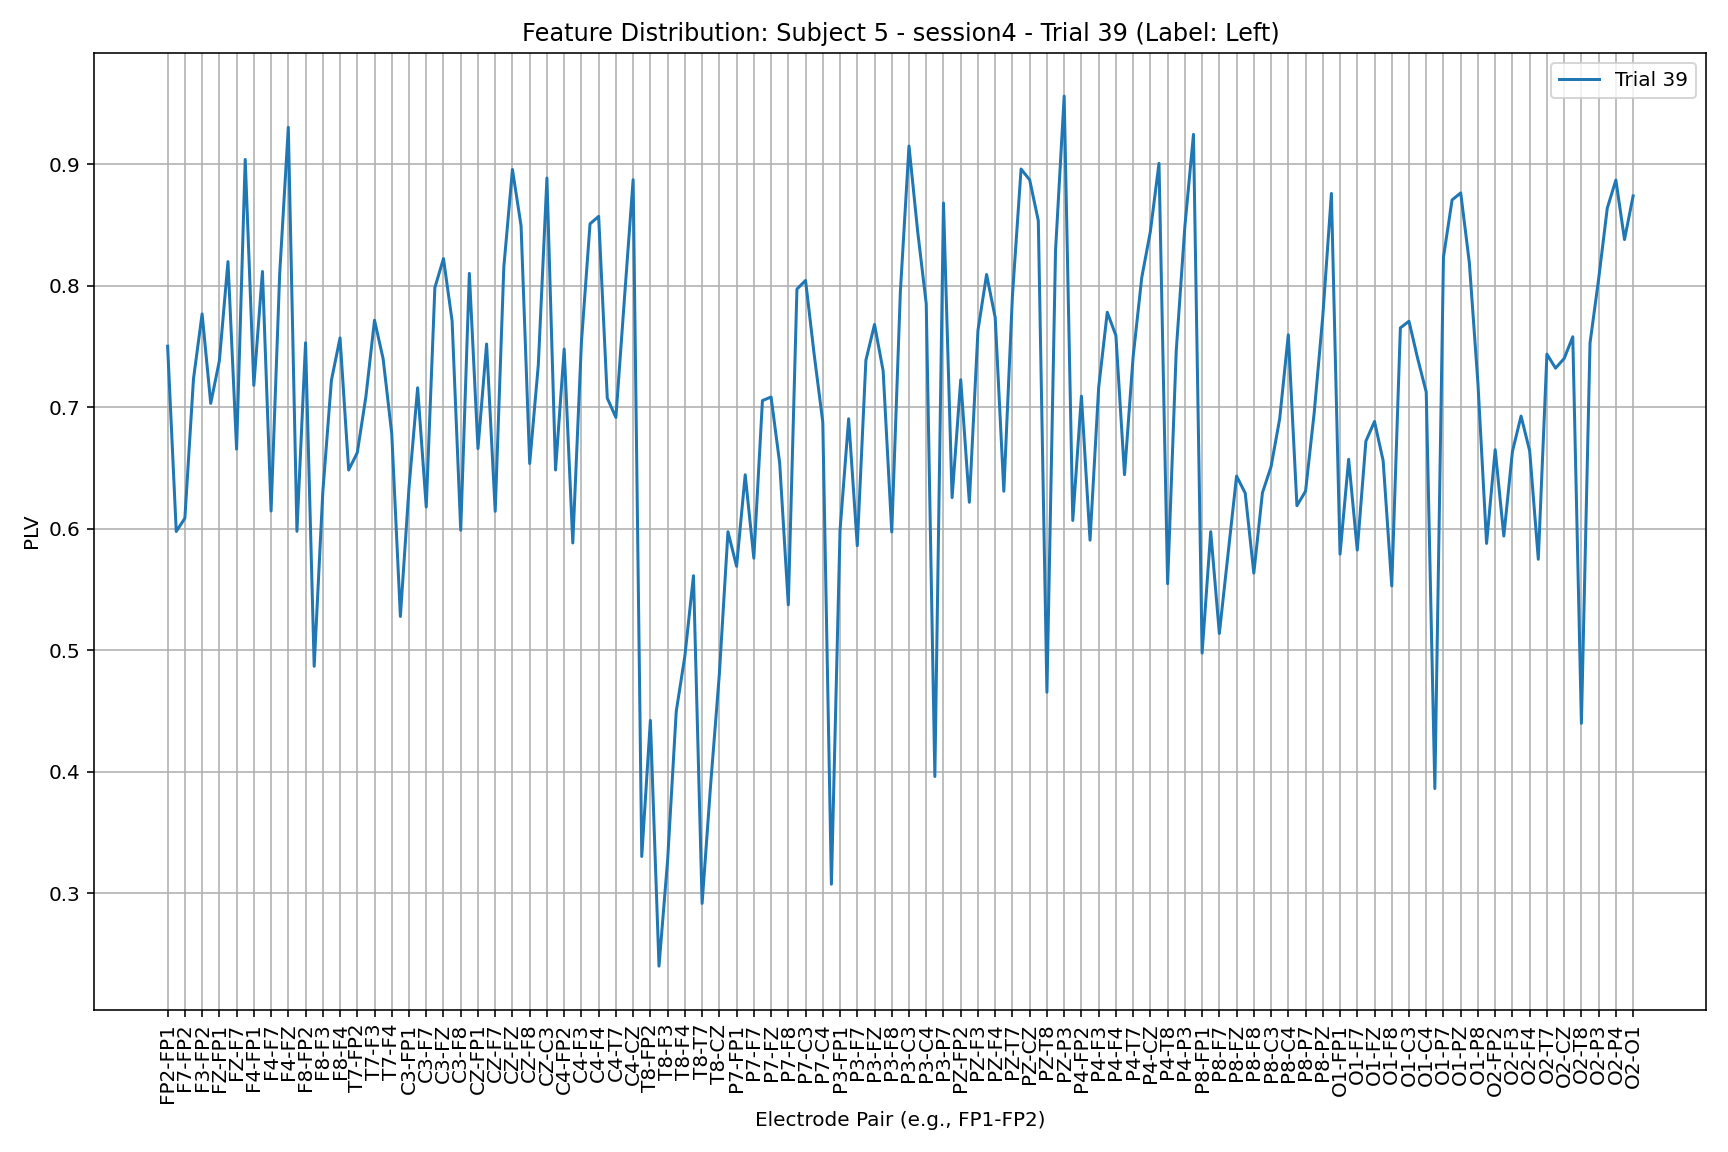 Feature Distribution: Subject 5 - session4 - Trial 39 (Label: Left)
Trial 39
PLV
0.9
0.8
0.7
0.6
0.5
0.4
0.3
FP2-FP1
F7-FP2
F3-FP2
FZ-FP1
FZ-F7
F4-FP1
F4-F7
F4-FZ
F8-FP2
F8-F3
F8-F4
T7-FP2
T7-F3
T7-F4
C3-FP1
C3-F7
C3-FZ
C3-F8
CZ-FP1
CZ-F7
CZ-FZ
CZ-F8
CZ-C3
C4-FP2
C4-F3
C4-F4
C4-T7
C4-CZ
T8-FP2
T8-F3
T8-F4
T8-T7
T8-CZ
P7-FP1
P7-F7
P7-FZ
P7-F8
P7-C3
P7-C4
P3-FP1
P3-F7
P3-FZ
P3-F8
P3-C3
P3-C4
P3-P7
PZ-FP2
PZ-F3
PZ-F4
PZ-T7
PZ-CZ
PZ-T8
PZ-P3
P4-FP2
P4-F3
P4-F4
P4-T7
P4-CZ
P4-T8
P4-P3
P8-FP1
P8-F7
P8-FZ
P8-F8
P8-C3
P8-C4
P8-P7
P8-PZ
O1-FP1
O1-F7
O1-FZ
O1-F8
O1-C3
O1-C4
O1-P7
O1-PZ
O1-P8
O2-FP2
O2-F3
O2-F4
O2-T7
O2-CZ
O2-T8
O2-P3
O2-P4
O2-O1
Electrode Pair (e.g., FP1-FP2)